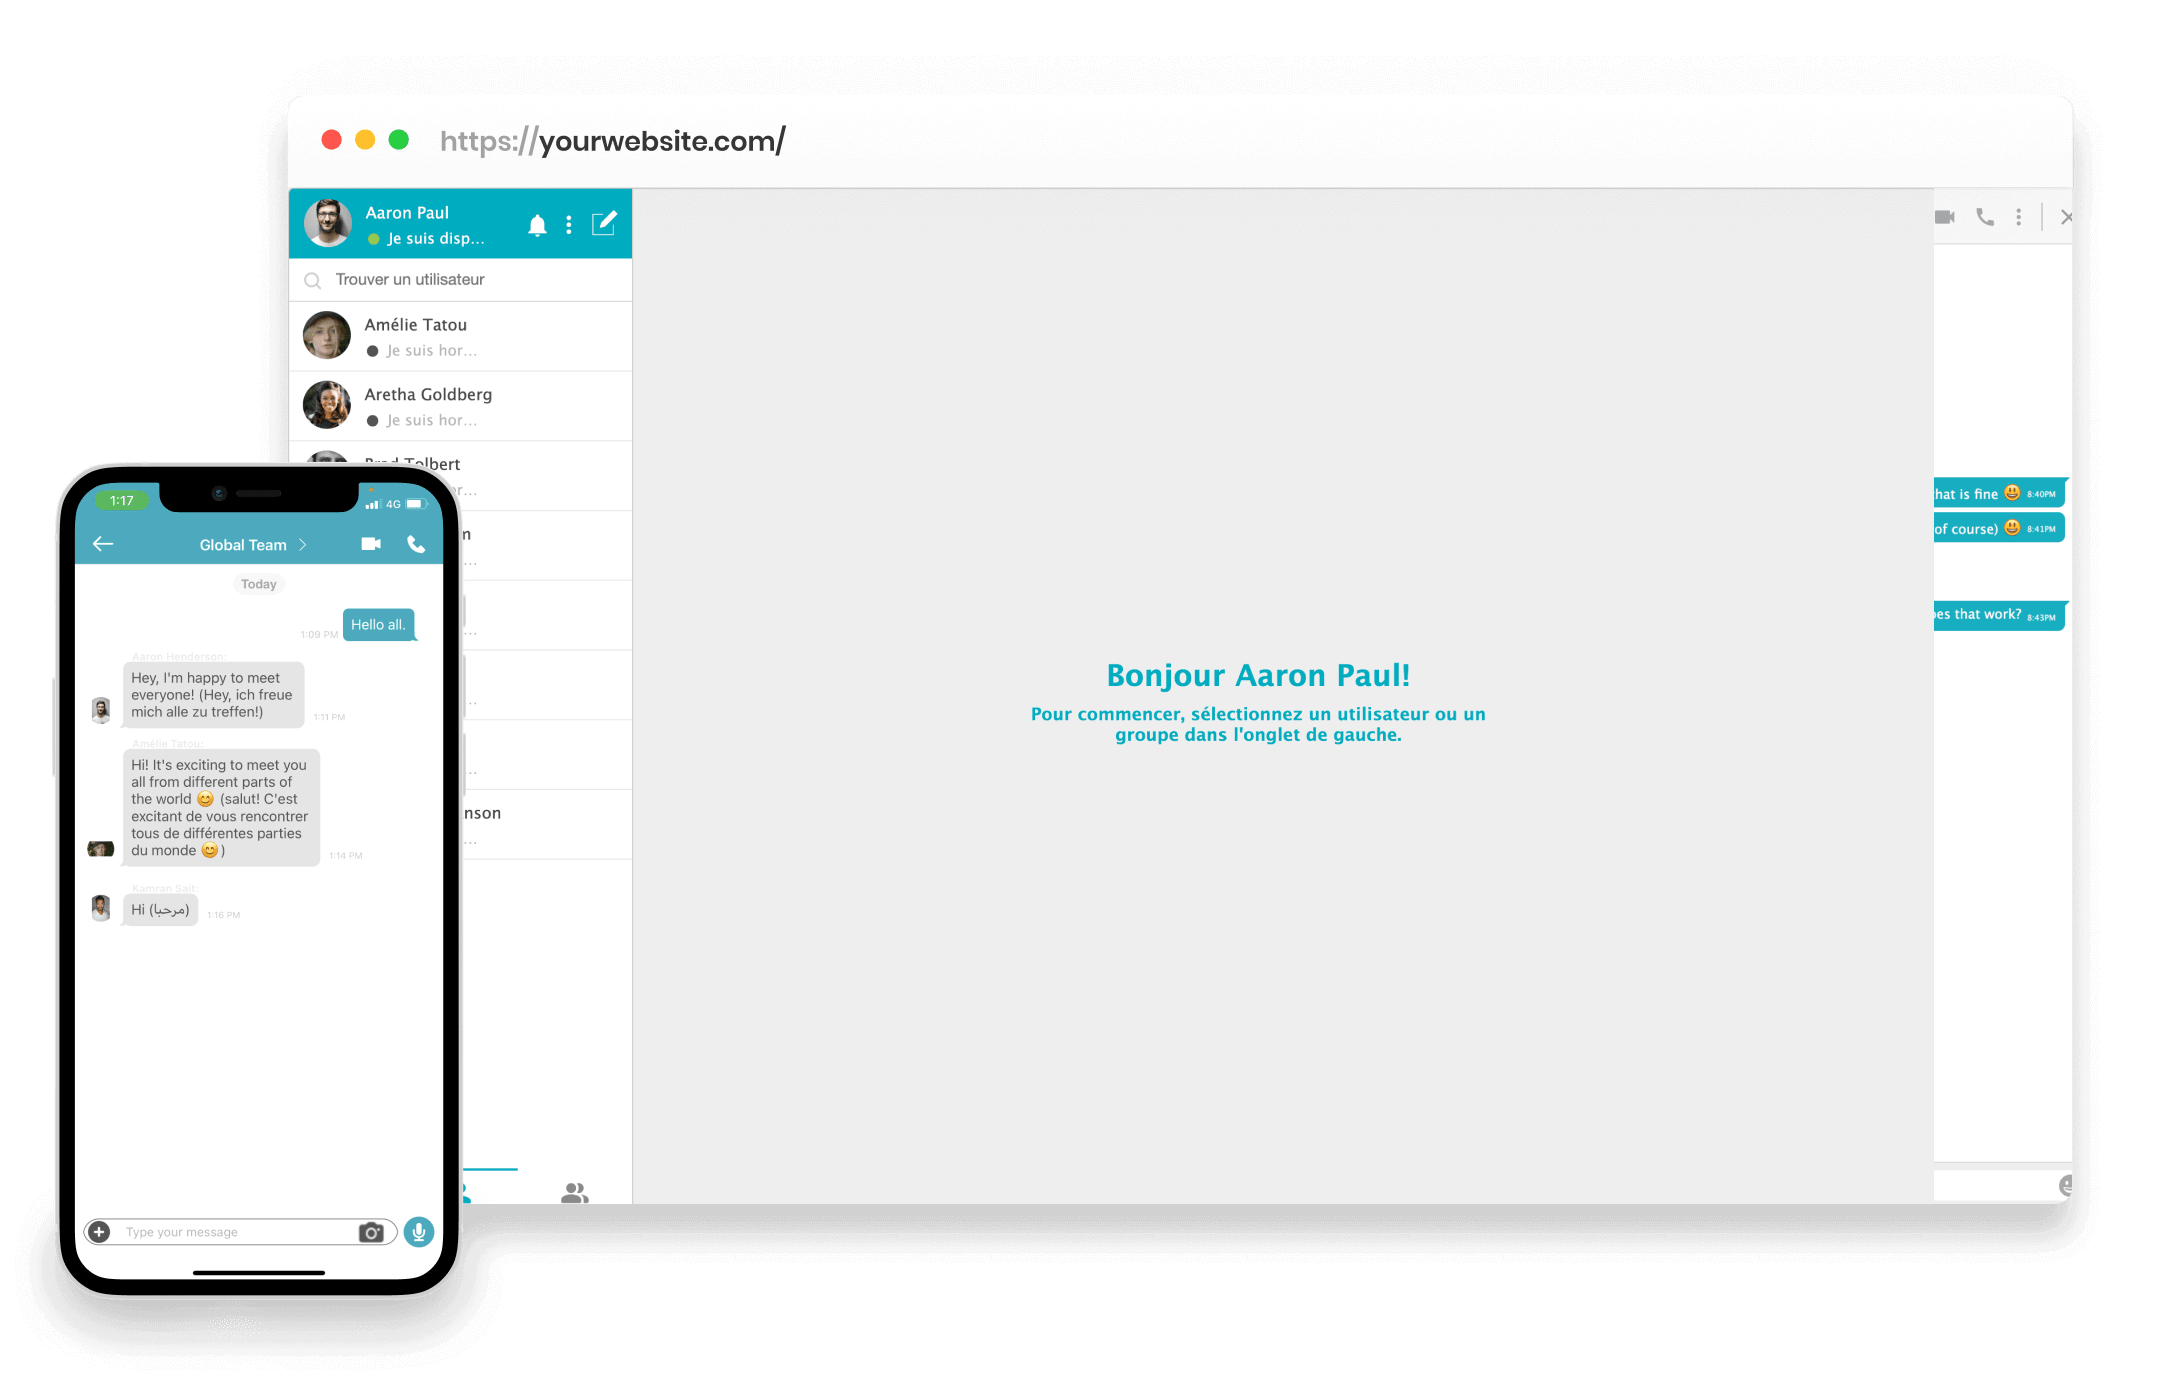 https://yourwebsite.com/
Aaron Paul
Je suis disp...
Trouver un utilisateur
Amélie Tatou
Je suis hor...
Aretha Goldberg
Je suis hor...
Tolbert
nson
Bonjour Aaron Paul!
Pour commencer, sélectionnez un utilisateur ou un
groupe dans l'onglet de gauche.
hat is fine 😃 8:40PM
of course) 😃 8:41PM
es that work? 8:43PM
1:17
4G
Global Team
Today
Hello all.
1:09 PM
Aaron Henderson:
Hey, I'm happy to meet
everyone! (Hey, ich freue
mich alle zu treffen!)
1:11 PM
Amélie Tatou:
Hi! It's exciting to meet you
all from different parts of
the world 😊 (salut! C'est
excitant de vous rencontrer
tous de différentes parties
du monde 😊)
1:14 PM
Kamran Sait:
Hi (مرحبا)
1:16 PM
Type your message